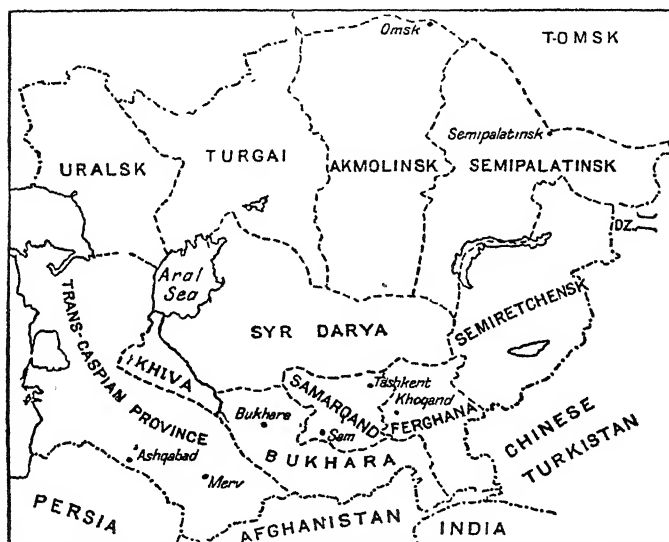 Omsk
TOMSK
Semipalatinsk
URALSK
TURGAI
AKMOLINSK
SEMIPALATINSK
DZ.
Aral
Sea
TRANS-CASPIAN PROVINCE
SYR DARYA
SEMIRETCHENSK
KHIVA
Tashkent
SAMARQAND
Khoqand
FERGHANA
Bukhara
Sam
BUKHARA
CHINESE
TURKISTAN
Ashqabad
Merv
PERSIA
AFGHANISTAN
INDIA